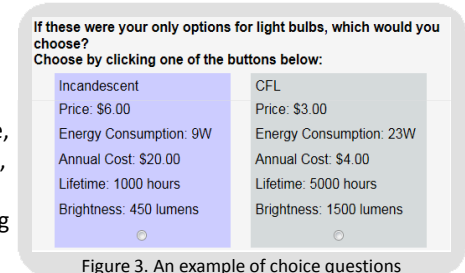 If these were your only options for light bulbs, which would you
choose?
Choose by clicking one of the buttons below:
Incandescent
Price: $6.00
Energy Consumption: 9W
Annual Cost: $20.00
Lifetime: 1000 hours
Brightness: 450 lumens
CFL
Price: $3.00
Energy Consumption: 23W
Annual Cost: $4.00
Lifetime: 5000 hours
Brightness: 1500 lumens
Figure 3. An example of choice questions